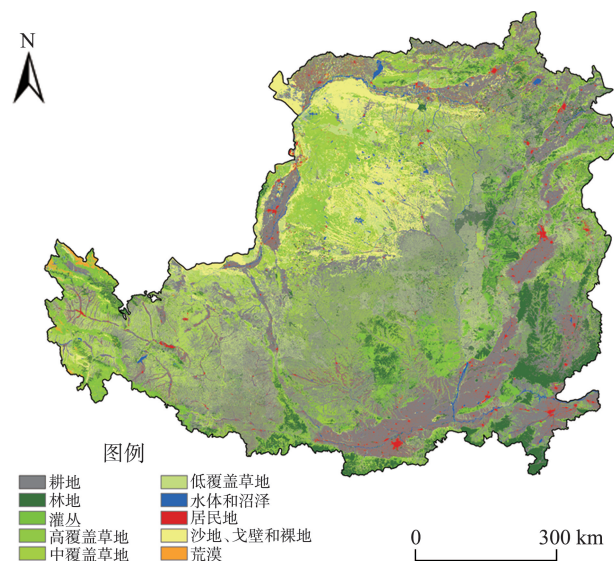 N
图例
耕地
林地
灌丛
高覆盖草地
中覆盖草地
低覆盖草地
水体和沼泽
居民地
沙地、戈壁和裸地
荒漠
0 300 km